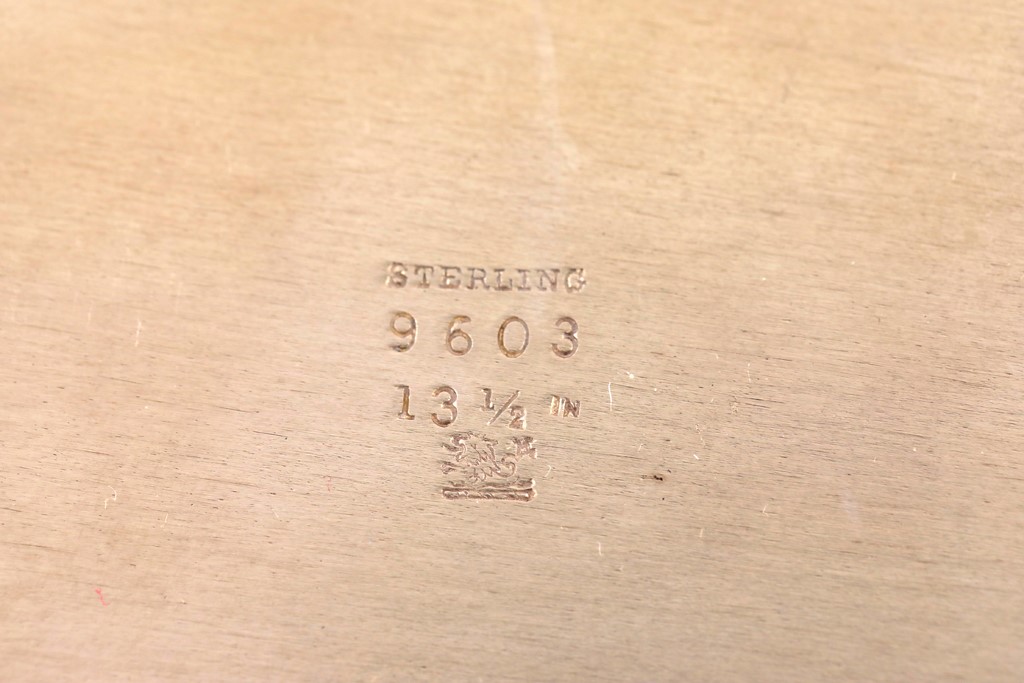 STERLING
9603
13 1/2 IN